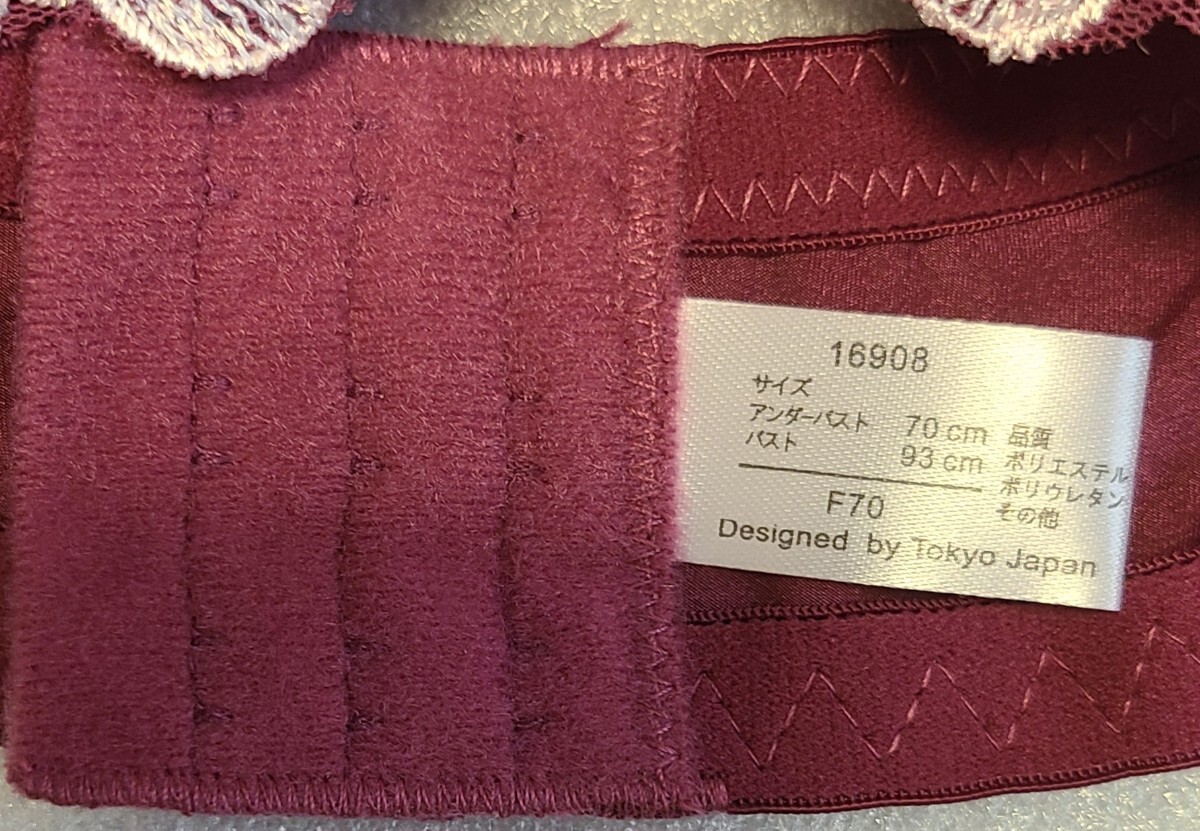 16908
サイズ
アンダーバスト 70 cm
バスト 93 cm
F70
品質
ポリエステル
ポリウレタン
その他
Designed by Tokyo Japan